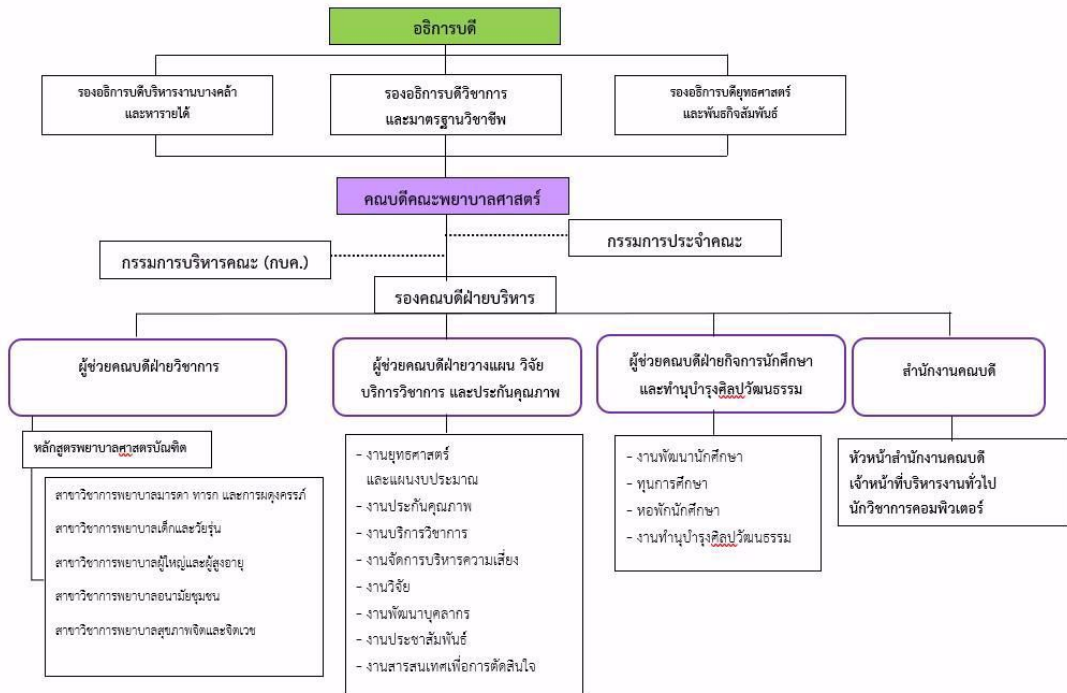 อธิการบดี
รองอธิการบดีบริหารงานบางคล้า
และหารายได้
รองอธิการบดีวิชาการ
และมาตรฐานวิชาชีพ
รองอธิการบดียุทธศาสตร์
และพันธกิจสัมพันธ์
คณบดีคณะพยาบาลศาสตร์
กรรมการประจำคณะ
กรรมการบริหารคณะ (กบค.)
รองคณบดีฝ่ายบริหาร
ผู้ช่วยคณบดีฝ่ายวิชาการ
หลักสูตรพยาบาลศาสตรบัณฑิต
สาขาวิชาการพยาบาลมารดา ทารก และการผดุงครรภ์
สาขาวิชาการพยาบาลเด็กและวัยรุ่น
สาขาวิชาการพยาบาลผู้ใหญ่และผู้สูงอายุ
สาขาวิชาการพยาบาลอนามัยชุมชน
สาขาวิชาการพยาบาลสุขภาพจิตและจิตเวช
ผู้ช่วยคณบดีฝ่ายวางแผน วิจัย
บริการวิชาการ และประกันคุณภาพ
- งานยุทธศาสตร์
และแผนงบประมาณ
- งานประกันคุณภาพ
- งานบริการวิชาการ
- งานจัดการบริหารความเสี่ยง
- งานวิจัย
- งานพัฒนาบุคลากร
- งานประชาสัมพันธ์
- งานสารสนเทศเพื่อการตัดสินใจ
ผู้ช่วยคณบดีฝ่ายกิจการนักศึกษา
และทำนุบำรุงศิลปวัฒนธรรม
- งานพัฒนานักศึกษา
- ทุนการศึกษา
- หอพักนักศึกษา
- งานทำนุบำรุงศิลปวัฒนธรรม
สำนักงานคณบดี
หัวหน้าสำนักงานคณบดี
เจ้าหน้าที่บริหารงานทั่วไป
นักวิชาการคอมพิวเตอร์